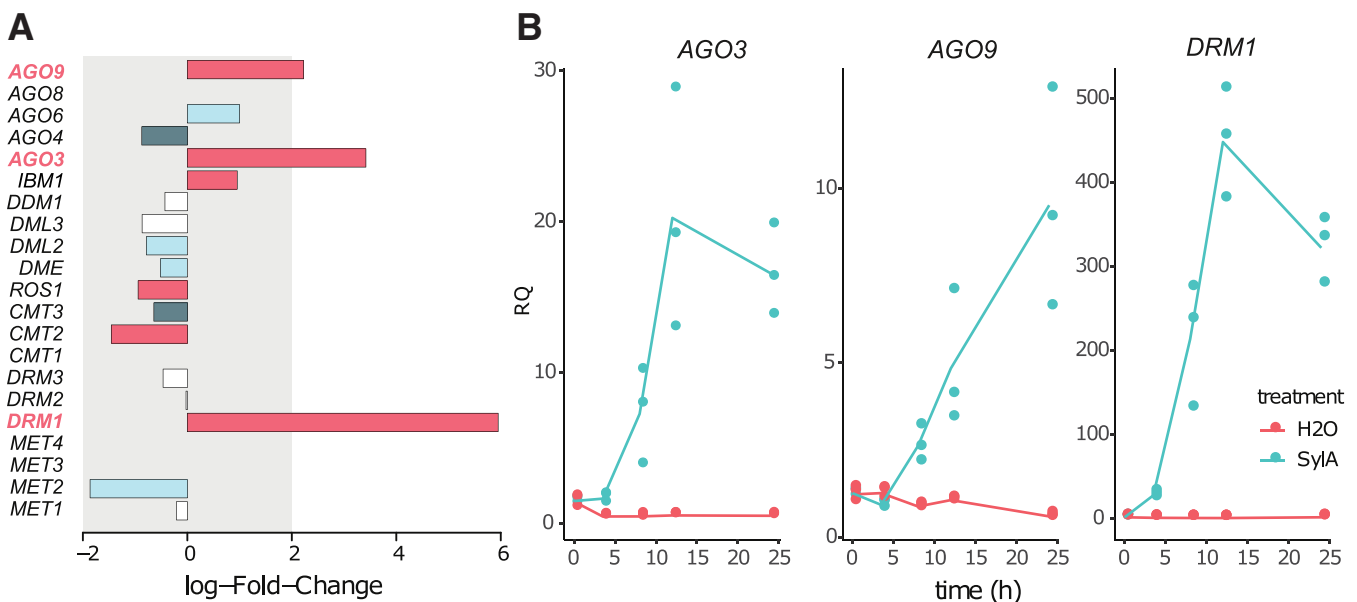 A
AGO9
AGO8
AGO6
AGO4
AGO3
IBM1
DDM1
DML3
DML2
DME
ROS1
CMT3
CMT2
CMT1
DRM3
DRM2
DRM1
MET4
MET3
MET2
MET1
−2 0 2 4 6
log−Fold−Change
B
AGO3 AGO9 DRM1
RQ
30
20
10
0
0 5 10 15 20 25
10
5
0
0 5 10 15 20 25
time (h)
500
400
300
200
100
0
0 5 10 15 20 25
treatment
H2O
SylA